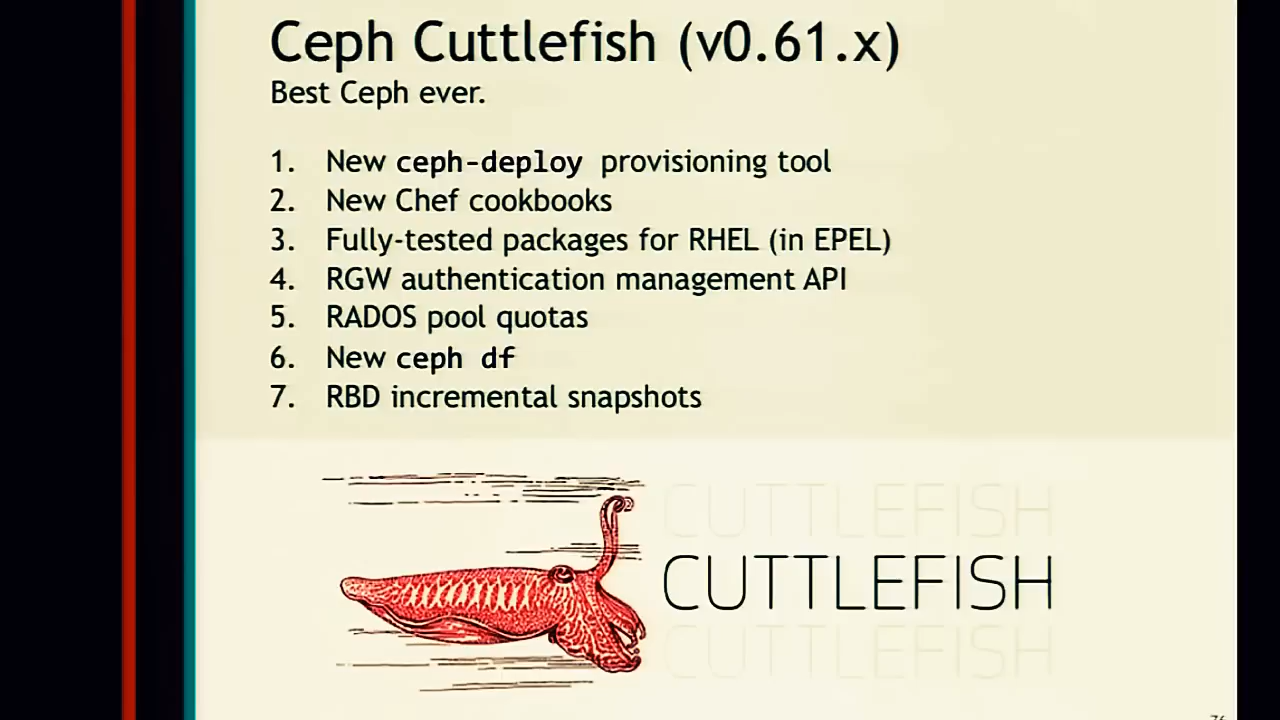 Ceph Cuttlefish (v0.61.x)
Best Ceph ever.
1. New ceph-deploy provisioning tool
2. New Chef cookbooks
3. Fully-tested packages for RHEL (in EPEL)
4. RGW authentication management API
5. RADOS pool quotas
6. New ceph df
7. RBD incremental snapshots
CUTTLEFISH
CUTTLEFISH
CUTTLEFISH